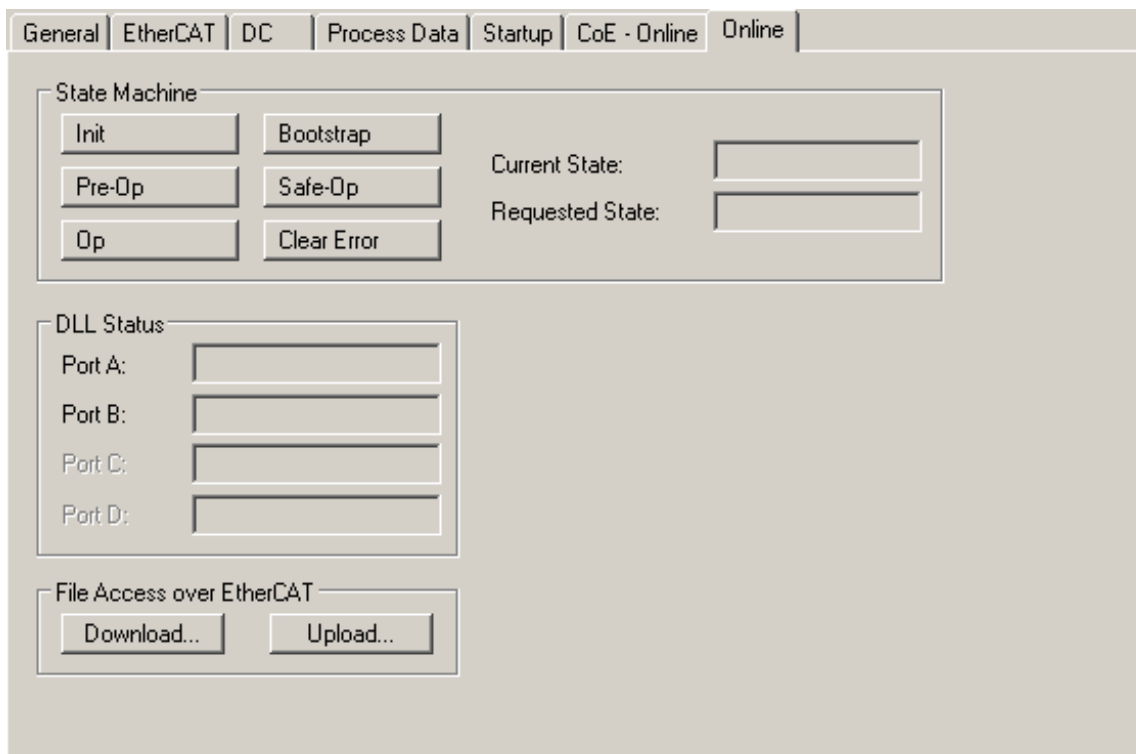 General EtherCAT DC Process Data Startup CoE - Online Online
State Machine
Init Bootstrap
Current State:
Pre-Op Safe-Op
Requested State:
Op Clear Error
DLL Status
Port A:
Port B:
Port C:
Port D:
File Access over EtherCAT
Download... Upload...